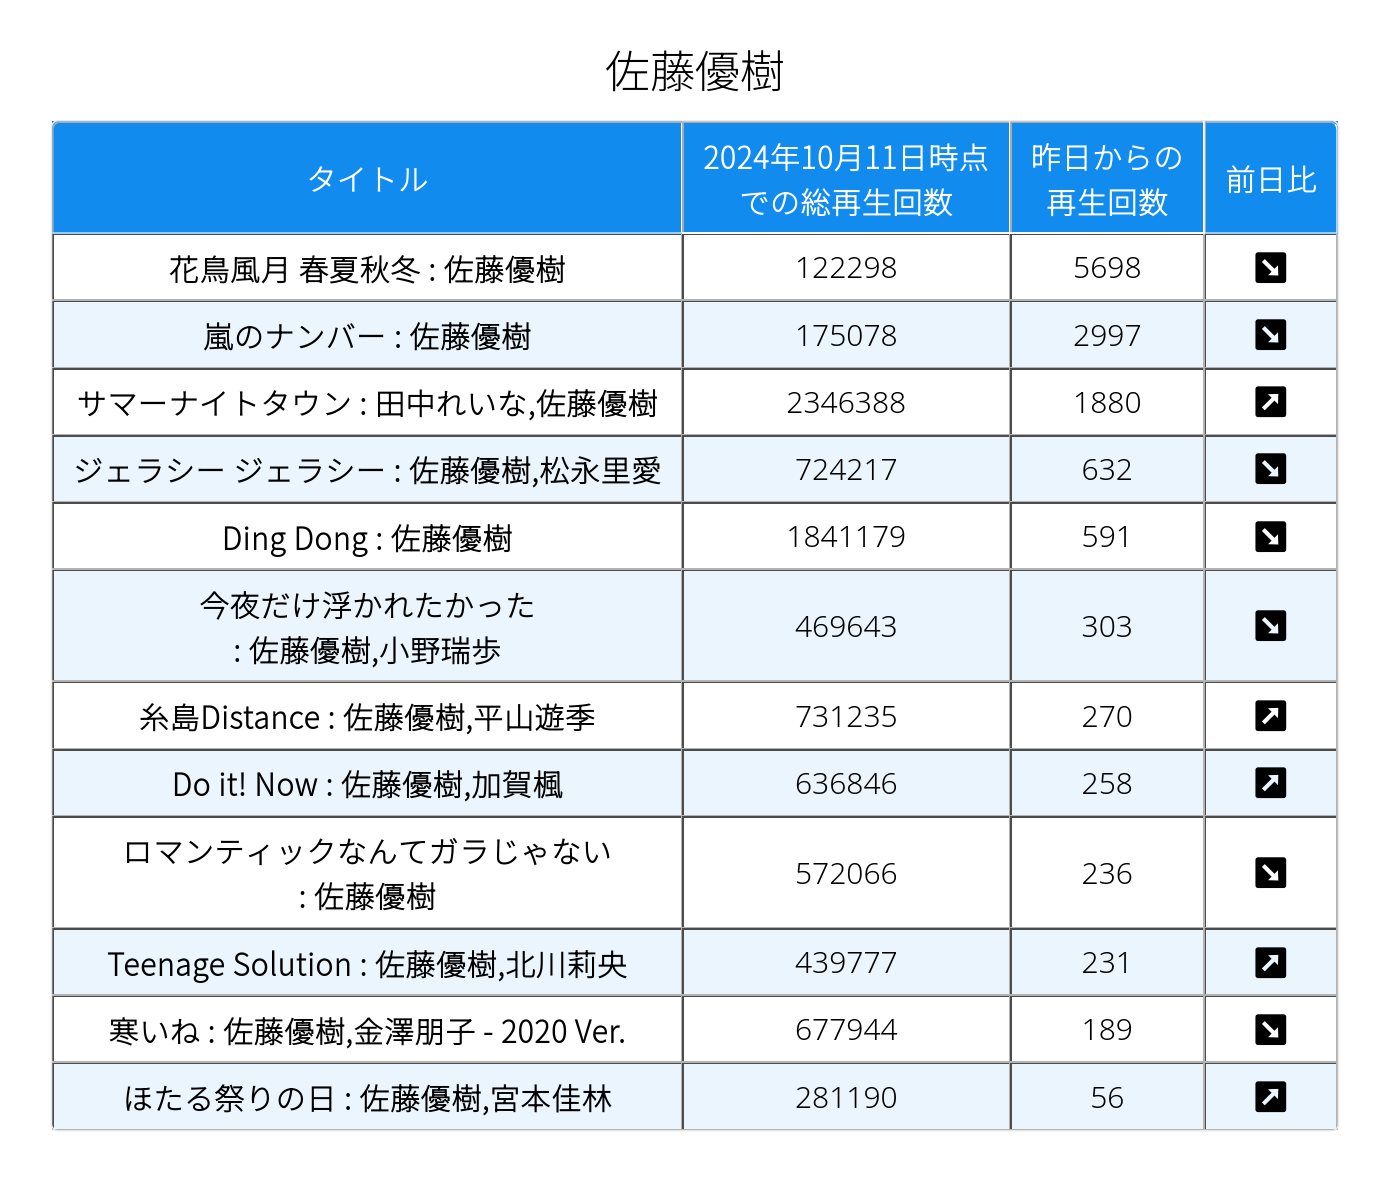 佐藤優樹
タイトル
2024年10月11日時点
での総再生回数
昨日からの
再生回数
前日比
花鳥風月 春夏秋冬 : 佐藤優樹 122298 5698
嵐のナンバー : 佐藤優樹 175078 2997
サマーナイトタウン : 田中れいな,佐藤優樹 2346388 1880
ジェラシー ジェラシー : 佐藤優樹,松永里愛 724217 632
Ding Dong : 佐藤優樹 1841179 591
今夜だけ浮かれたかった
: 佐藤優樹,小野瑞歩 469643 303
糸島Distance : 佐藤優樹,平山遊季 731235 270
Do it! Now : 佐藤優樹,加賀楓 636846 258
ロマンティックなんてガラじゃない
: 佐藤優樹 572066 236
Teenage Solution : 佐藤優樹,北川莉央 439777 231
寒いね : 佐藤優樹,金澤朋子 - 2020 Ver. 677944 189
ほたる祭りの日 : 佐藤優樹,宮本佳林 281190 56